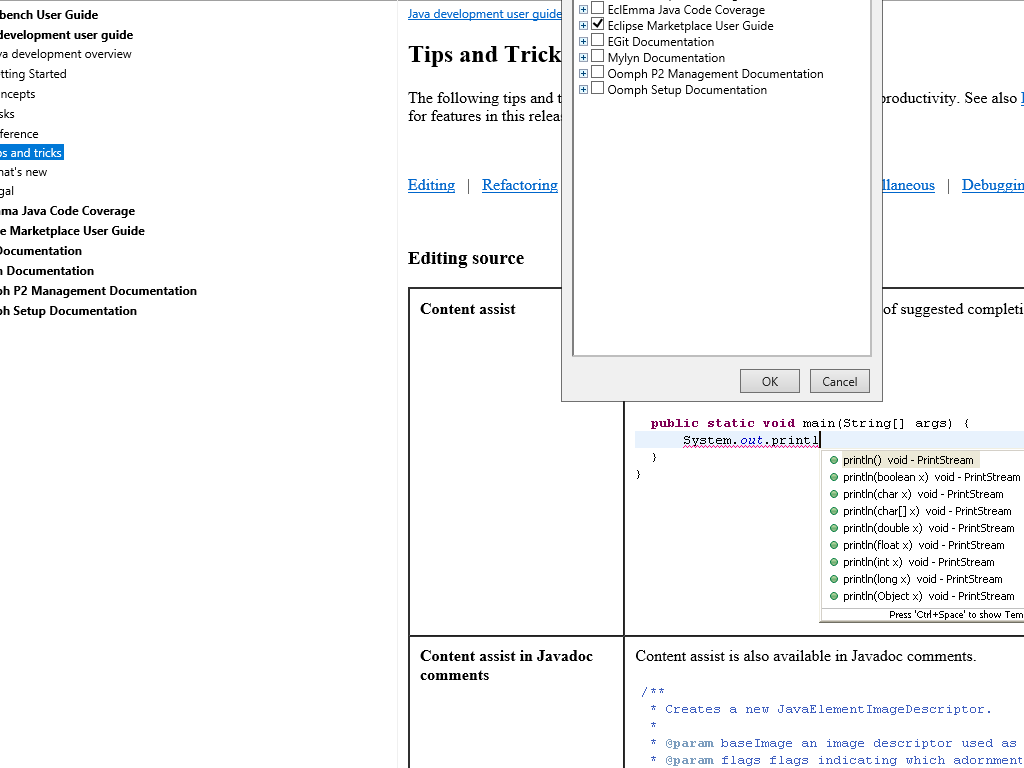 bench User Guide
development user guide
va development overview
tting Started
ncepts
sks
ference
ps and tricks
hat's new
gal
mma Java Code Coverage
e Marketplace User Guide
Documentation
n Documentation
ph P2 Management Documentation
ph Setup Documentation
Java development user guide
Tips and Trick
The following tips and t
roductivity. See also
for features in this relea
Editing | Refactoring
llaneous | Debuggin
Editing source
EclEmma Java Code Coverage
Eclipse Marketplace User Guide
EGit Documentation
Mylyn Documentation
Oomph P2 Management Documentation
Oomph Setup Documentation
OK Cancel
Content assist
of suggested completi
public static void main(String[] args) {
System.out.printl
}
}
println() void - PrintStream
println(boolean x) void - PrintStream
println(char x) void - PrintStream
println(char[] x) void - PrintStream
println(double x) void - PrintStream
println(float x) void - PrintStream
println(int x) void - PrintStream
println(long x) void - PrintStream
println(Object x) void - PrintStream
Press 'Ctrl+Space' to show Tem
Content assist in Javadoc
comments
Content assist is also available in Javadoc comments.
/**
* Creates a new JavaElementImageDescriptor.
*
* @param baseImage an image descriptor used as
* @param flags flags indicating which adornment